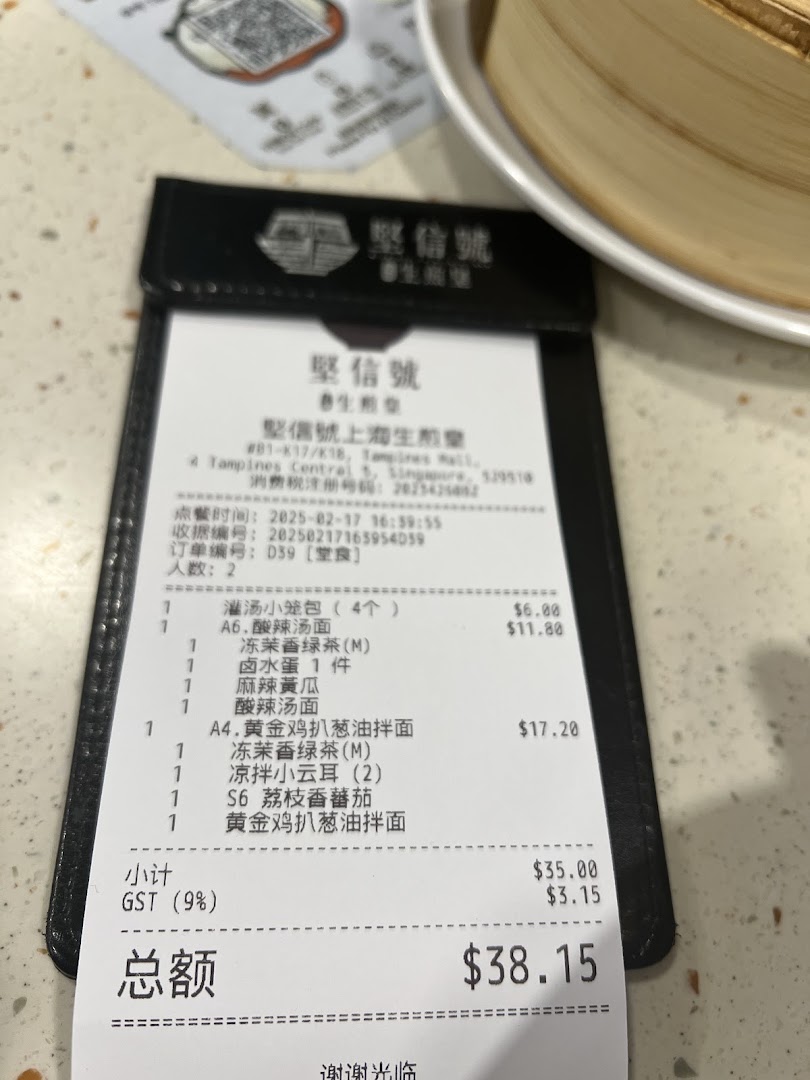 堅信號
生煎皇
堅信號
生煎皇
堅信號上海生煎皇
#B1-K17/K18, Tampines Mall,
4 Tampines Central 5, Singapore, 529510
消费税注册号码:
点餐时间: 2025-02-17 16:39:55
收据编号: 20250217163954D39
订单编号: D39 [堂食]
人数: 2
1 灌汤小笼包 ( 4个 ) $6.00
1 A6.酸辣汤面 $11.80
1 冻茉香绿茶(M)
1 卤水蛋 1 件
1 麻辣黃瓜
1 酸辣汤面
1 A4.黄金鸡扒葱油拌面 $17.20
1 冻茉香绿茶(M)
1 凉拌小云耳 (2)
1 S6 荔枝香蕃茄
1 黄金鸡扒葱油拌面
小计 $35.00
GST (9%) $3.15
总额 $38.15
谢谢光临